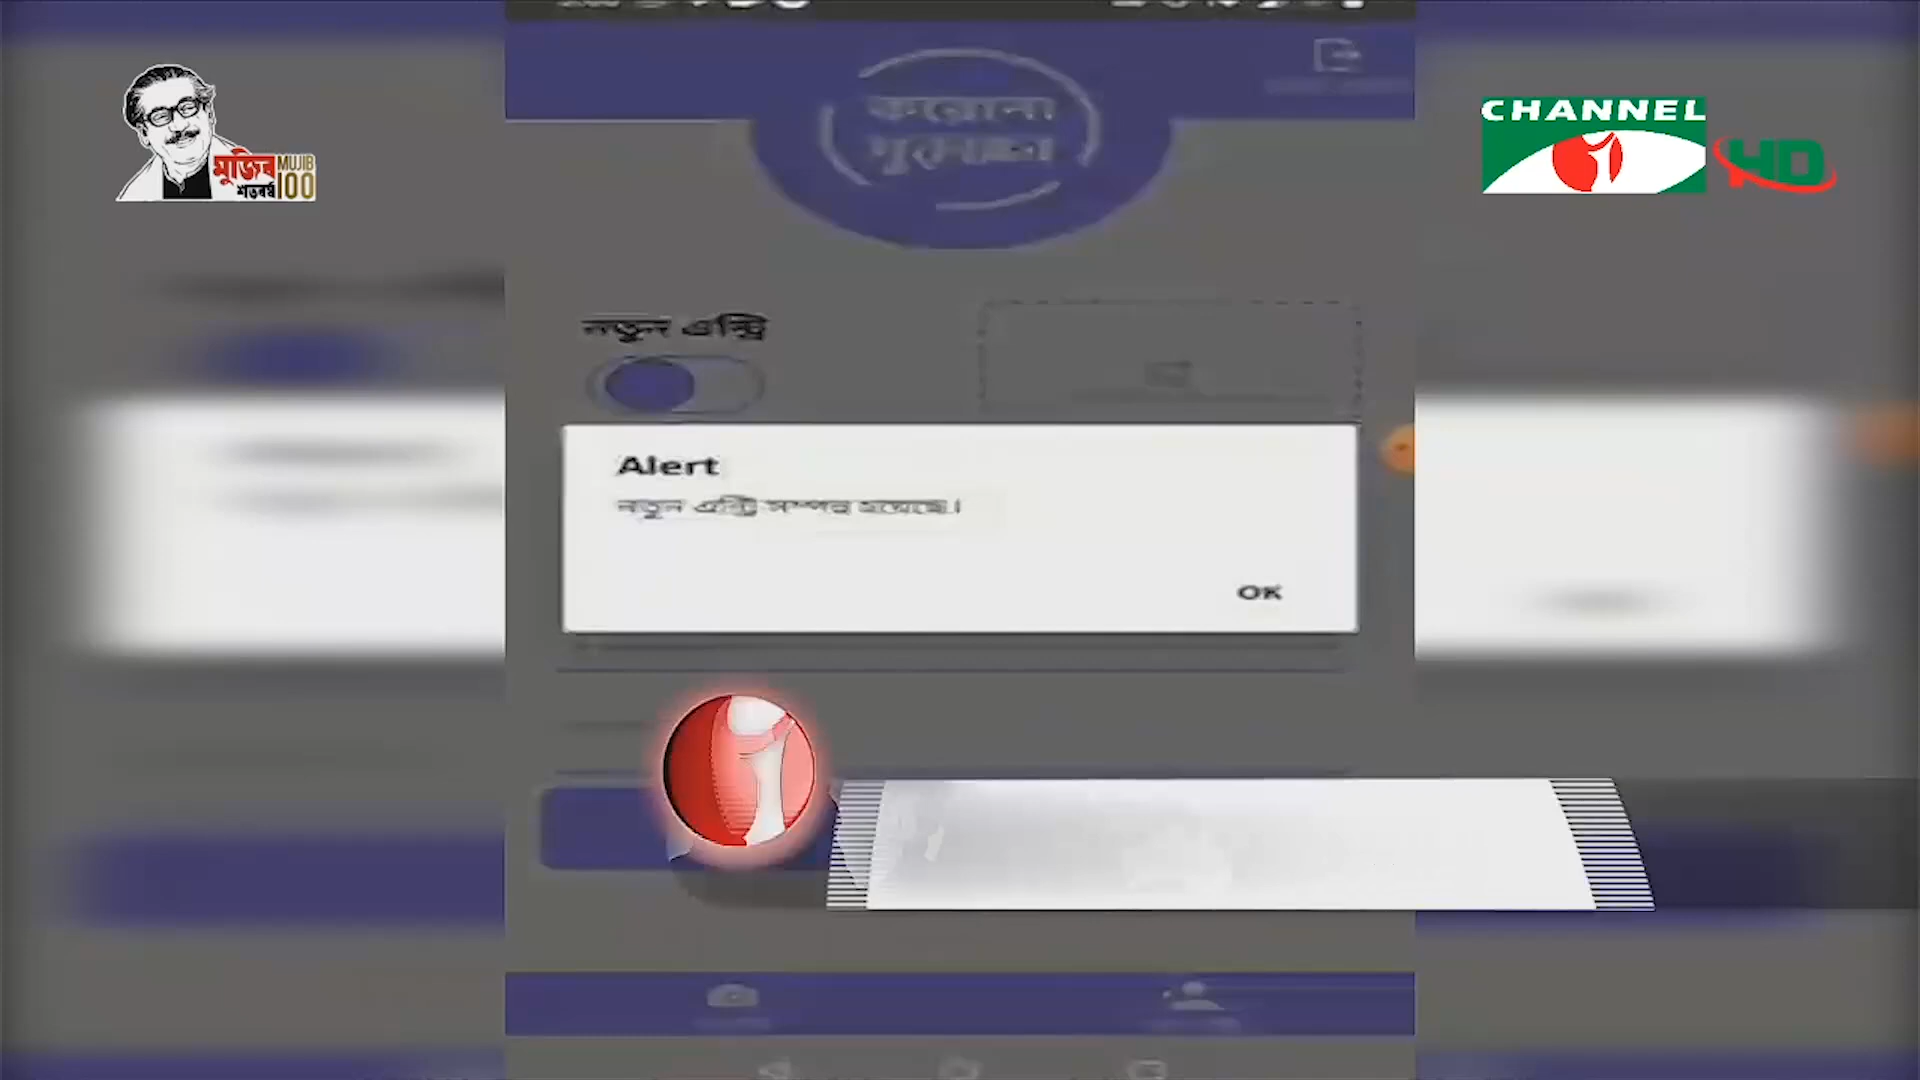 করোনা
সুরক্ষা
মুজিব
শতবর্ষ
MUJIB
100
CHANNEL
i
HD
নতুন এন্ট্রি
Alert
নতুন এন্ট্রি সম্পন্ন হয়েছে।
OK